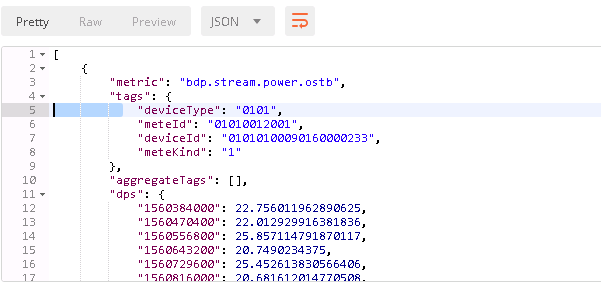 Pretty Raw Preview JSON
1 [
2 {
3 "metric": "bdp.stream.power.ostb",
4 "tags": {
5 "deviceType": "0101",
6 "meteId": "01010012001",
7 "deviceId": "01010100090160000233",
8 "meteKind": "1"
9 },
10 "aggregateTags": [],
11 "dps": {
12 "1560384000": 22.756011962890625,
13 "1560470400": 22.012929916381836,
14 "1560556800": 25.857114791870117,
15 "1560643200": 20.7490234375,
16 "1560729600": 25.452613830566406,
17 "1560816000": 20.681612014770508,